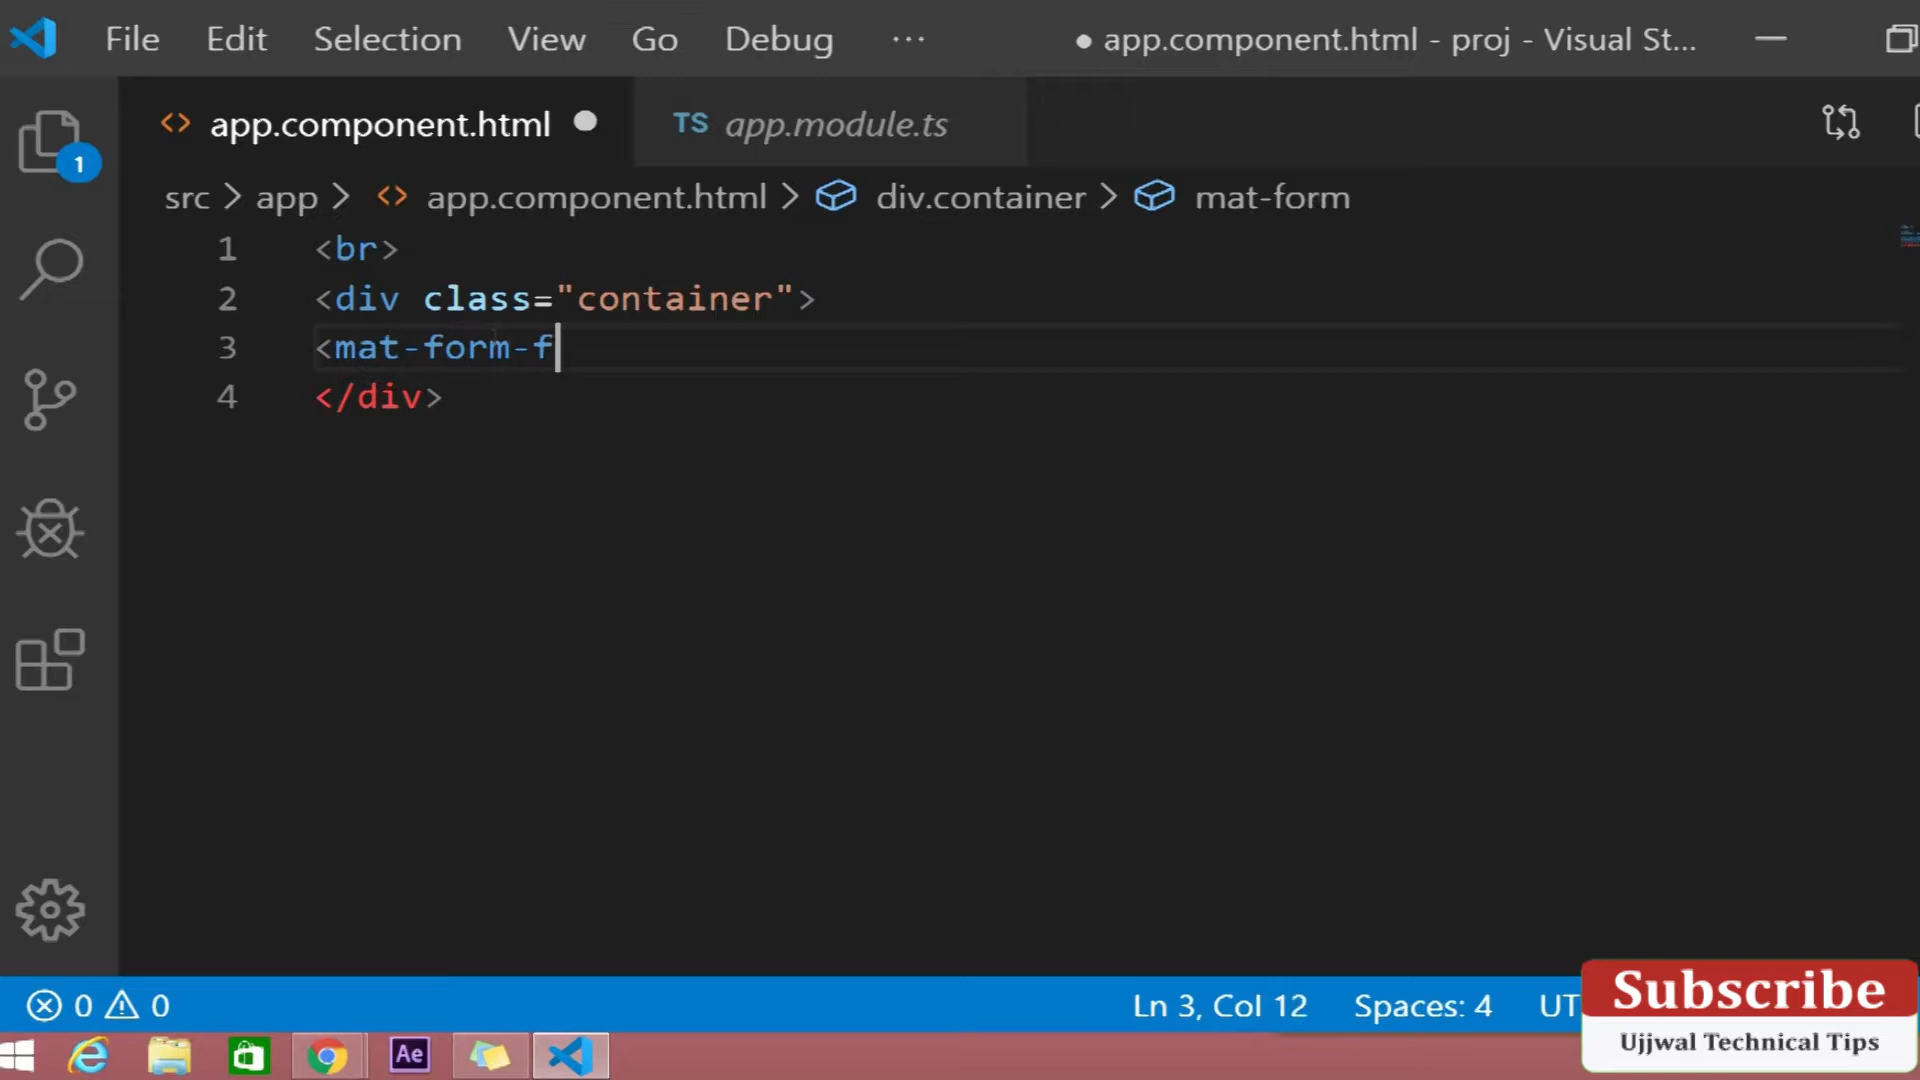 File Edit Selection View Go Debug ··· ● app.component.html - proj - Visual St...
<> app.component.html ● TS app.module.ts
1
src > app > <> app.component.html > div.container > mat-form
1 <br>
2 <div class="container">
3 <mat-form-f
4 </div>
0 0 Ln 3, Col 12 Spaces: 4 UT
Subscribe
Ujjwal Technical Tips
Ae